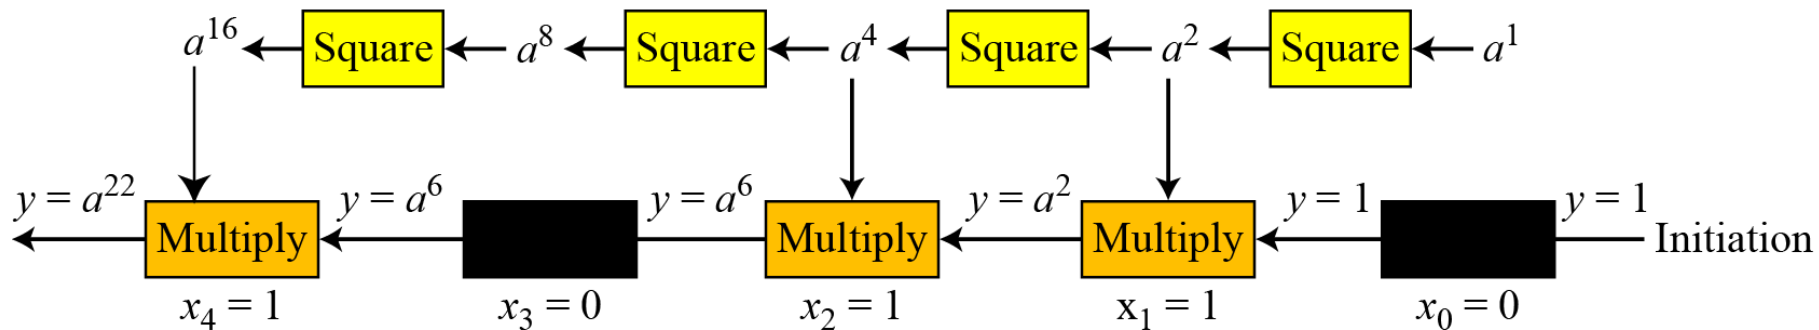 a¹⁶ Square a⁸ Square a⁴ Square a² Square a¹
y = a²² y = a⁶ y = a⁶ y = a² y = 1 y = 1
Multiply Multiply Multiply Initiation
x₄ = 1 x₃ = 0 x₂ = 1 x₁ = 1 x₀ = 0